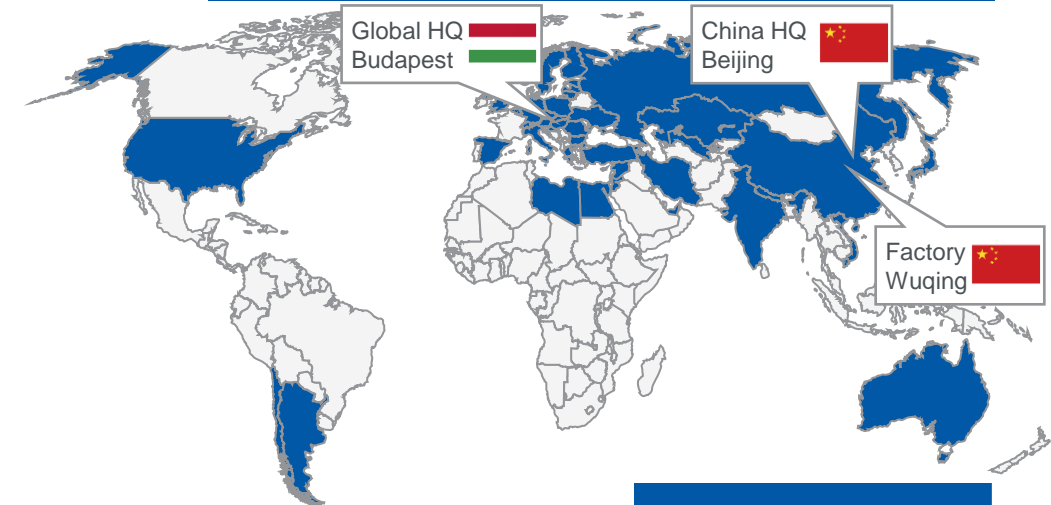 Global HQ
Budapest
China HQ
Beijing
Factory
Wuqing